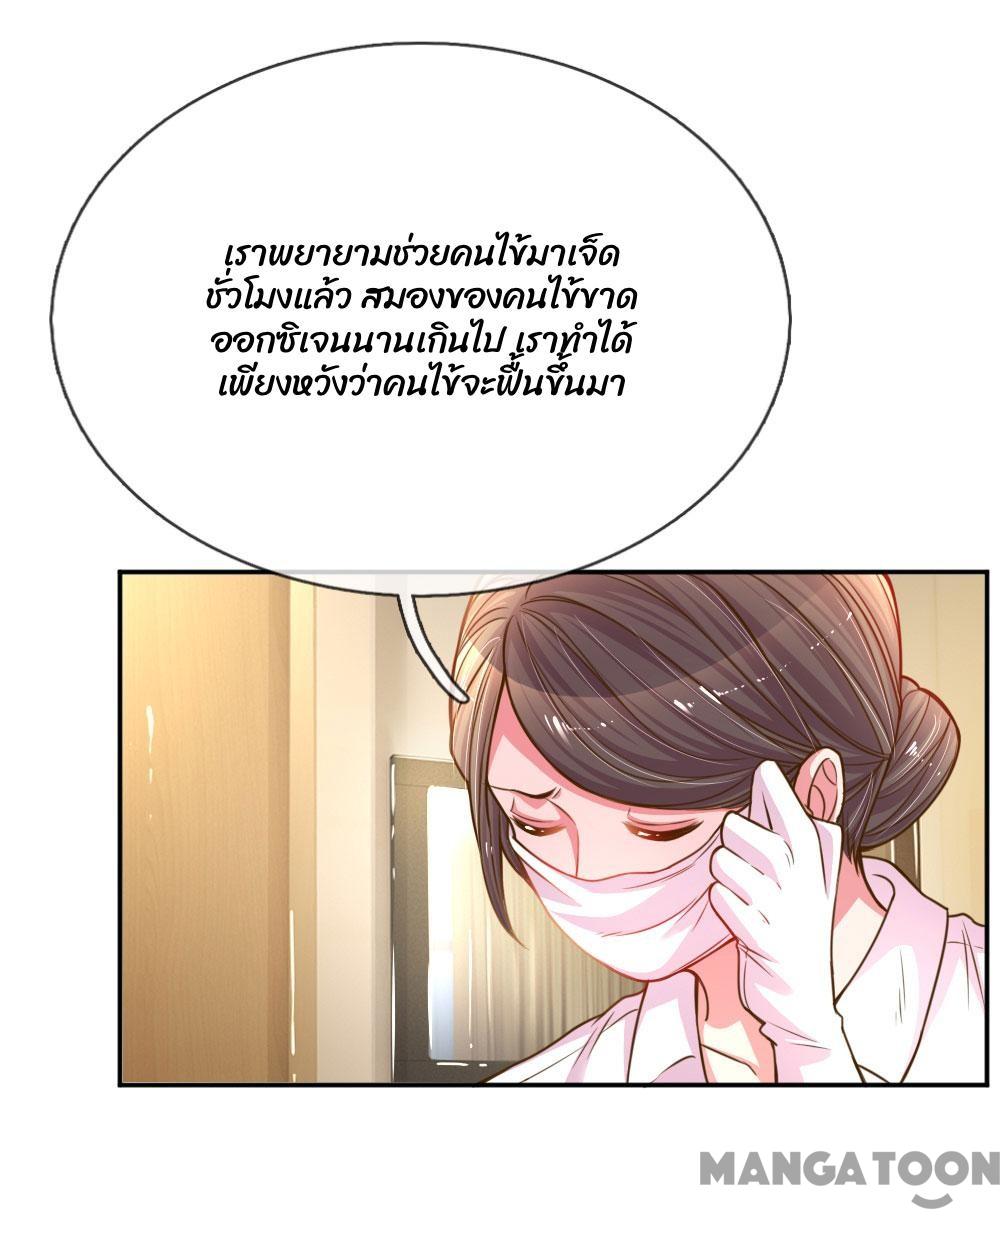 เราพยายามช่วยคนไข้มาเจ็ด
ชั่วโมงแล้ว สมองของคนไข้ขาด
ออกซิเจนนานเกินไป เราทำได้
เพียงหวังว่าคนไข้จะฟื้นขึ้นมา
MANGATOON